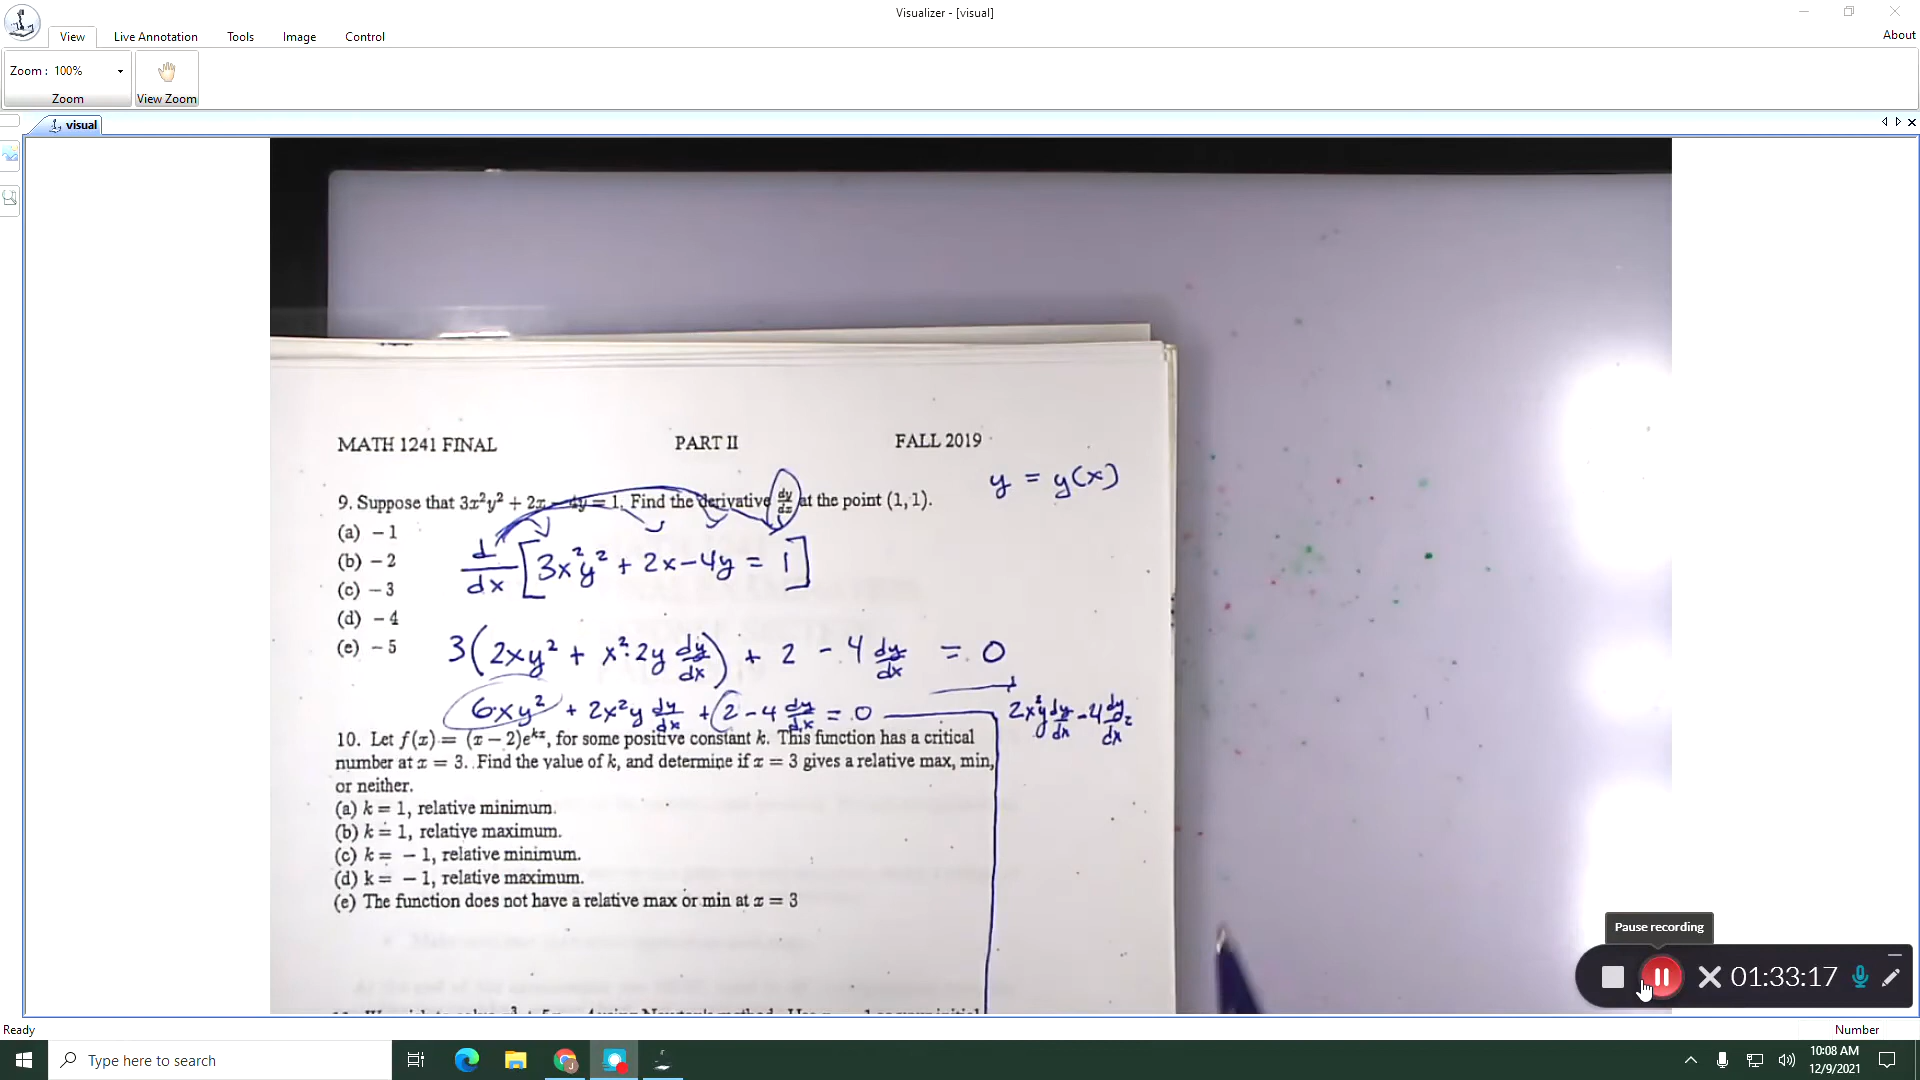 Visualizer - [visual]
View Live Annotation Tools Image Control About
Zoom : 100%
Zoom View Zoom
visual
MATH 1241 FINAL PART II FALL 2019
y = y(x)
9. Suppose that 3x²y² + 2x - 4y = 1. Find the derivative dy/dx at the point (1, 1).
(a) - 1
(b) - 2
(c) - 3
(d) - 4
(e) - 5
d/dx [3x²y² + 2x - 4y = 1]
3(2xy² + x²·2y dy/dx) + 2 - 4 dy/dx = 0
6xy² + 2x²y dy/dx + 2 - 4 dy/dx = 0
2x²y dy/dx - 4 dy/dx =
10. Let f(x) = (x - 2)e^{kx}, for some positive constant k. This function has a critical
number at x = 3. Find the value of k, and determine if x = 3 gives a relative max, min,
or neither.
(a) k = 1, relative minimum.
(b) k = 1, relative maximum.
(c) k = - 1, relative minimum.
(d) k = - 1, relative maximum.
(e) The function does not have a relative max or min at x = 3
Pause recording
01:33:17
Ready Number
Type here to search
10:08 AM
12/9/2021